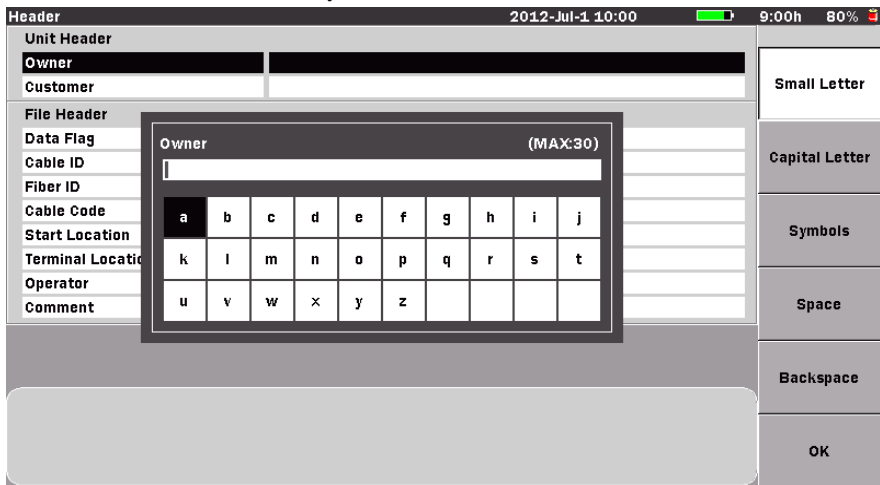 Header 2012-Jul-1 10:00 9:00h 80%
Unit Header
Owner
Customer
File Header
Data Flag
Cable ID
Fiber ID
Cable Code
Start Location
Terminal Locatio
Operator
Comment
Owner (MAX:30)
a b c d e f g h i j
k l m n o p q r s t
u v w x y z
Small Letter
Capital Letter
Symbols
Space
Backspace
OK